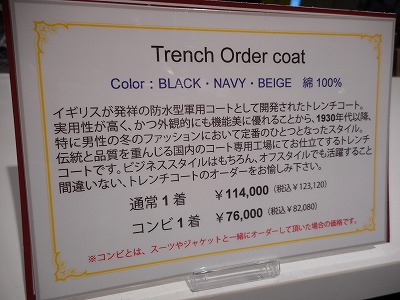 Trench Order coat
Color：BLACK・NAVY・BEIGE　綿 100%
イギリスが発祥の防水型軍用コートとして開発されたトレンチコート。
実用性が高く、かつ外観的にも機能美に優れることから、1930年代以降、
特に男性の冬のファッションにおいて定番のひとつとなったスタイル。
伝統と品質を重んじる国内のコート専用工場にてお仕立てするトレンチ
コートです。ビジネススタイルはもちろん、オフスタイルでも活躍すること
間違いない、トレンチコートのオーダーをお愉しみ下さい。
通常１着　￥114,000（税込￥123,120）
コンビ１着　￥76,000（税込￥82,080）
※コンビとは、スーツやジャケットと一緒にオーダーして頂いた場合の価格です。